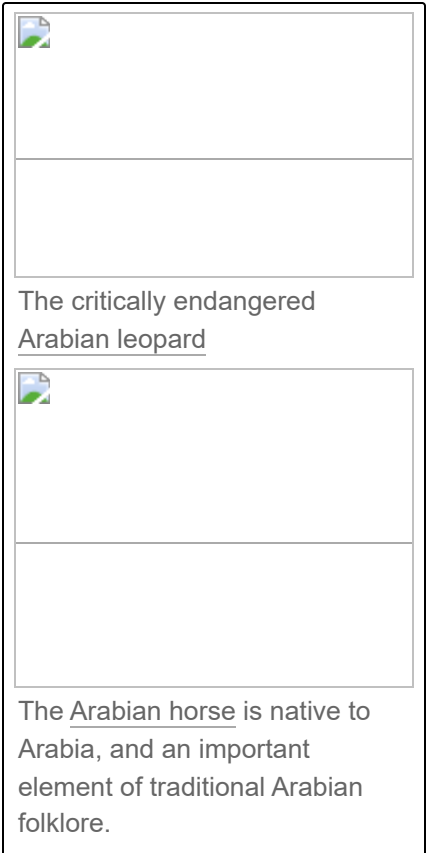 The critically endangered
Arabian leopard
The Arabian horse is native to
Arabia, and an important
element of traditional Arabian
folklore.